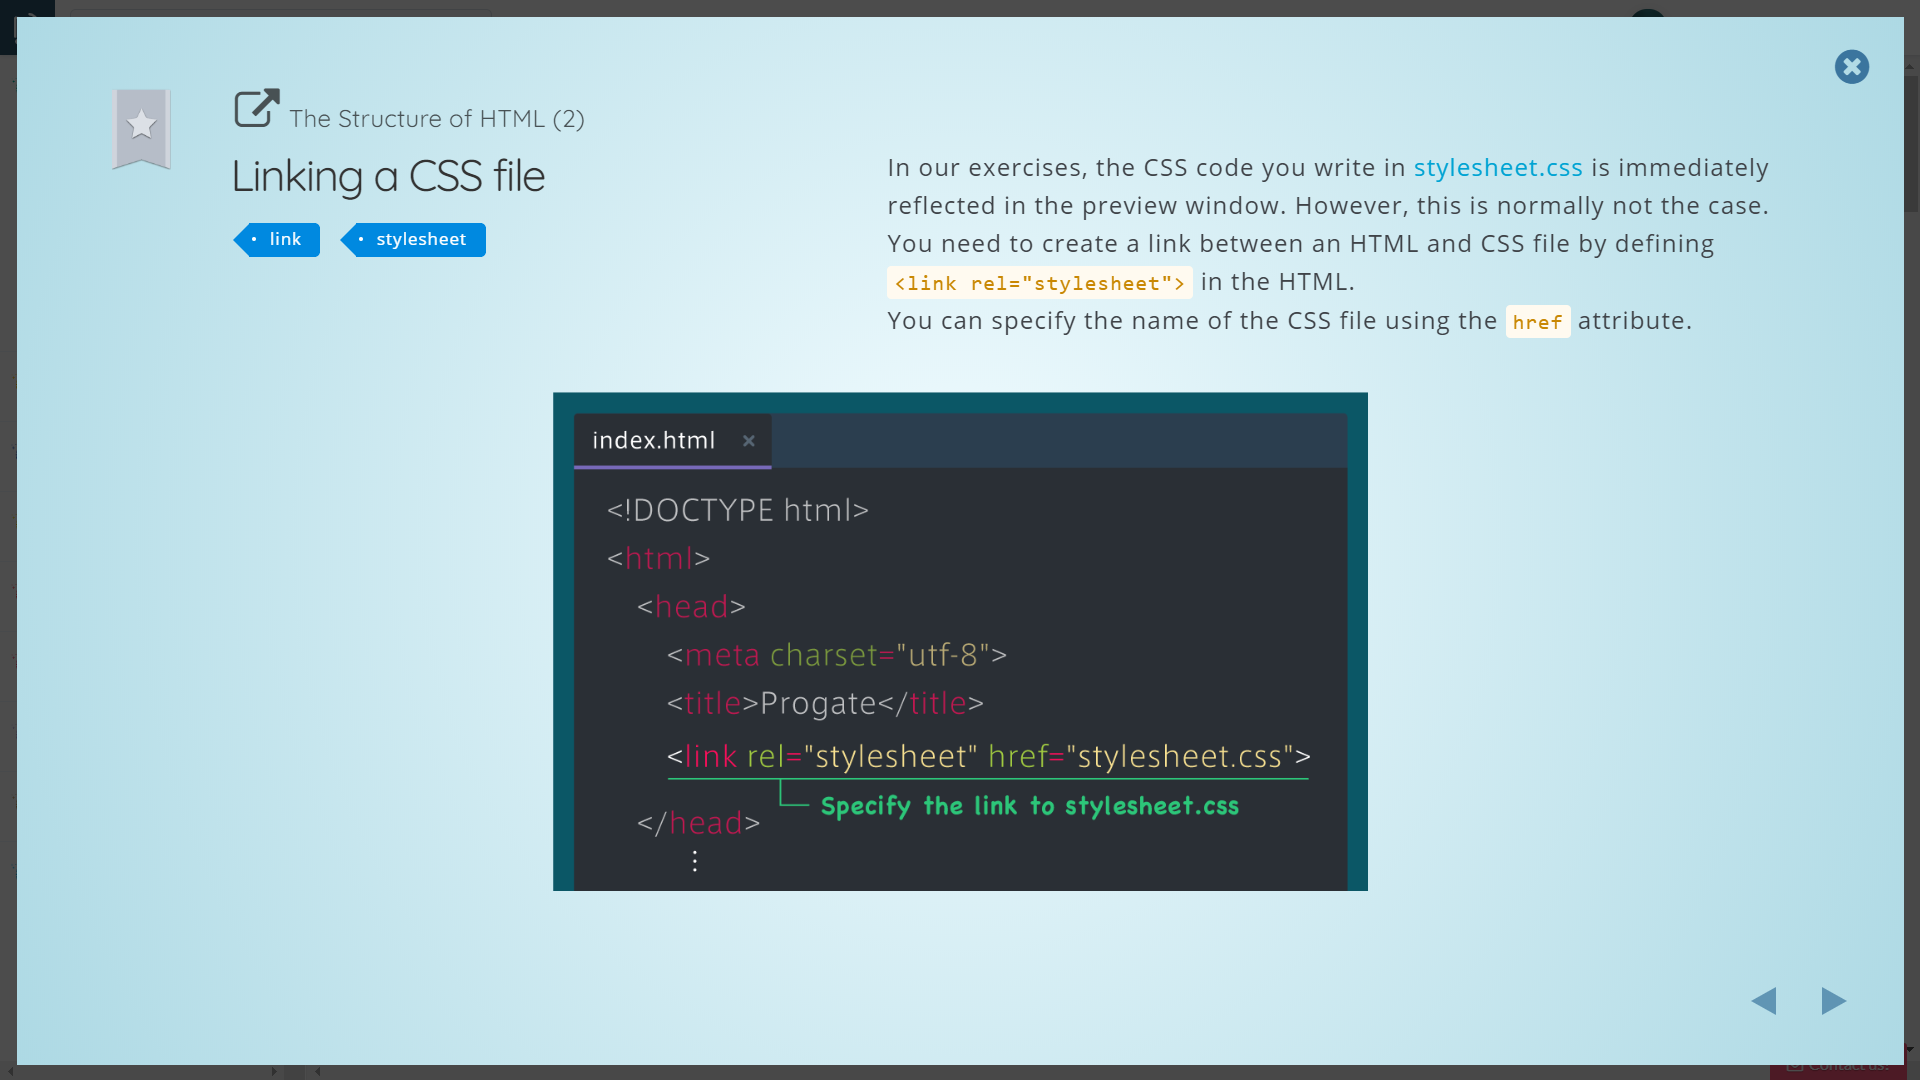 The Structure of HTML (2)
Linking a CSS file
• link
• stylesheet
In our exercises, the CSS code you write in stylesheet.css is immediately
reflected in the preview window. However, this is normally not the case.
You need to create a link between an HTML and CSS file by defining
<link rel="stylesheet"> in the HTML.
You can specify the name of the CSS file using the href attribute.
index.html ×
<!DOCTYPE html>
<html>
<head>
<meta charset="utf-8">
<title>Progate</title>
<link rel="stylesheet" href="stylesheet.css">
Specify the link to stylesheet.css
</head>
⋮
Contact us!